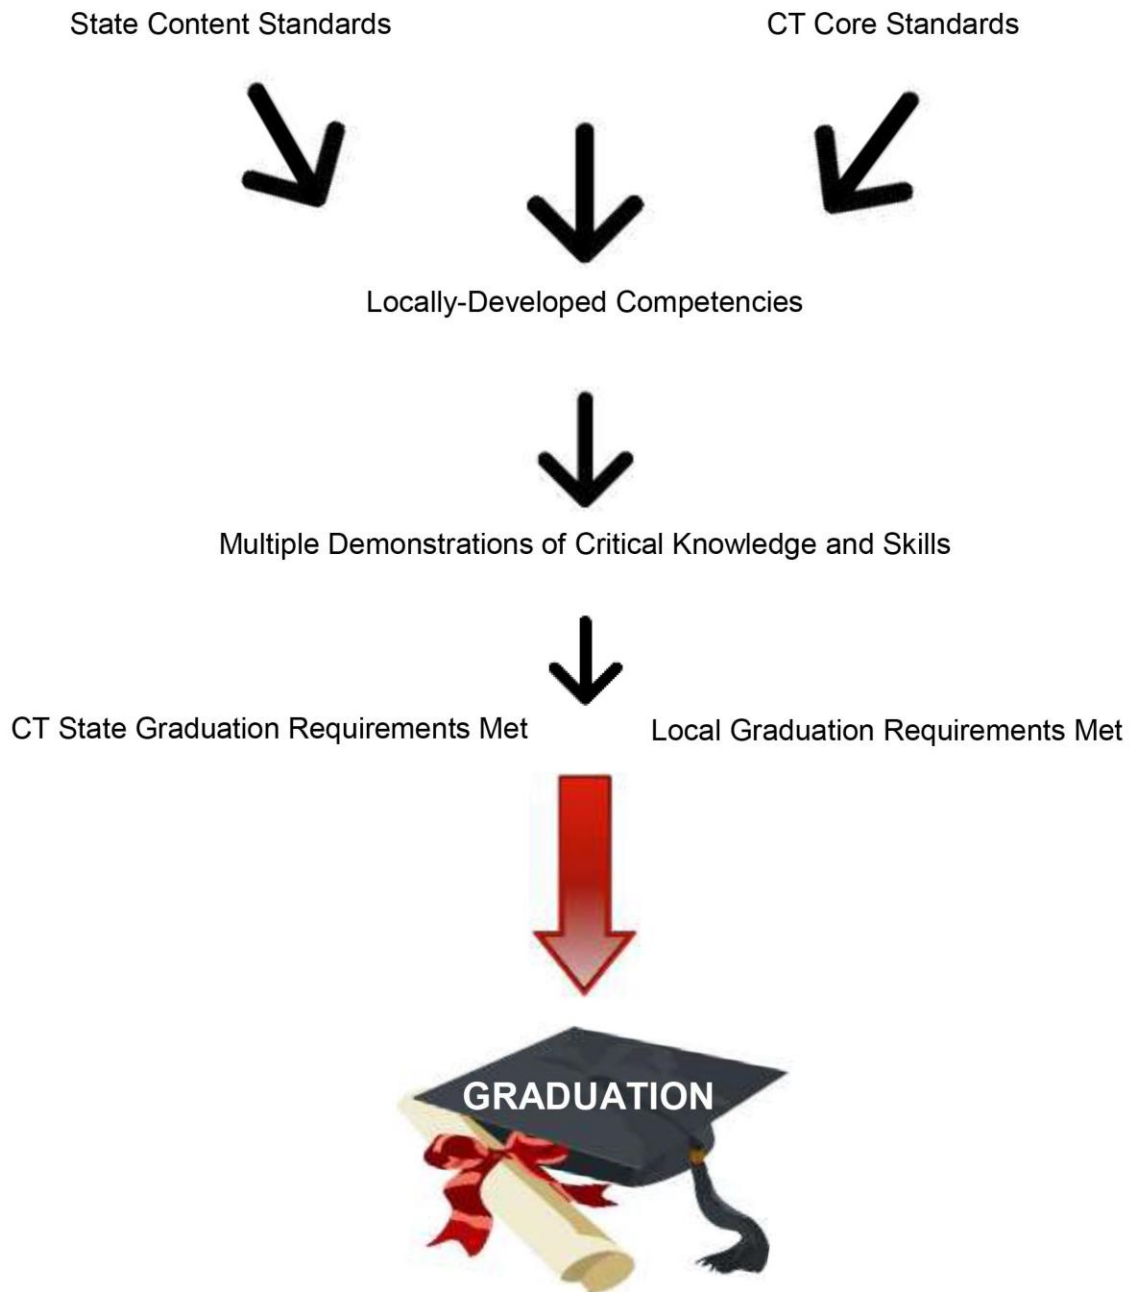 State Content Standards
CT Core Standards
Locally-Developed Competencies
Multiple Demonstrations of Critical Knowledge and Skills
CT State Graduation Requirements Met
Local Graduation Requirements Met
GRADUATION